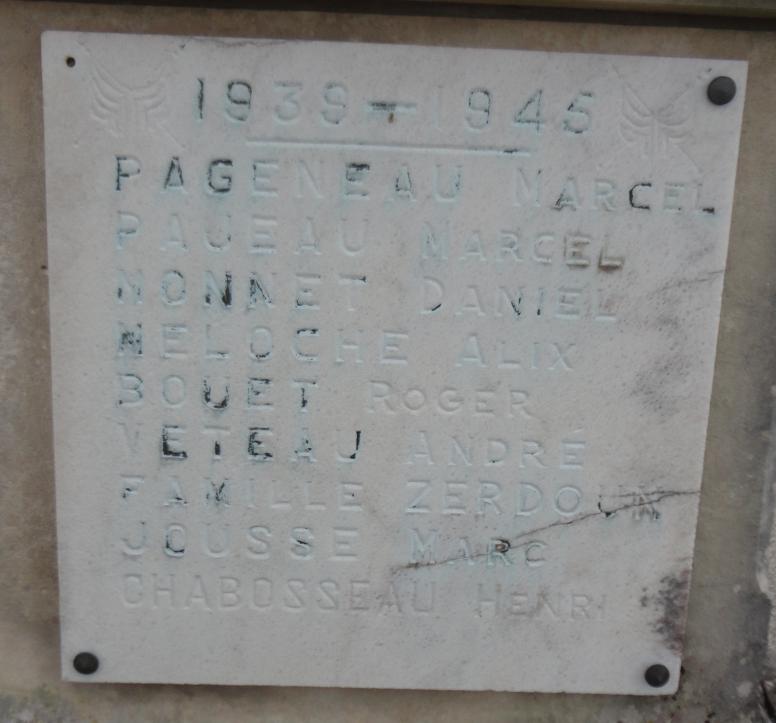 1939-1945
PAGENEAU MARCEL
PAJEAU MARCEL
MONNET DANIEL
MELOCHE ALIX
BOUET ROGER
VETEAU ANDRÉ
FAMILLE ZERDOUN
JOUSSE MARC
CHABOSSEAU HENRI